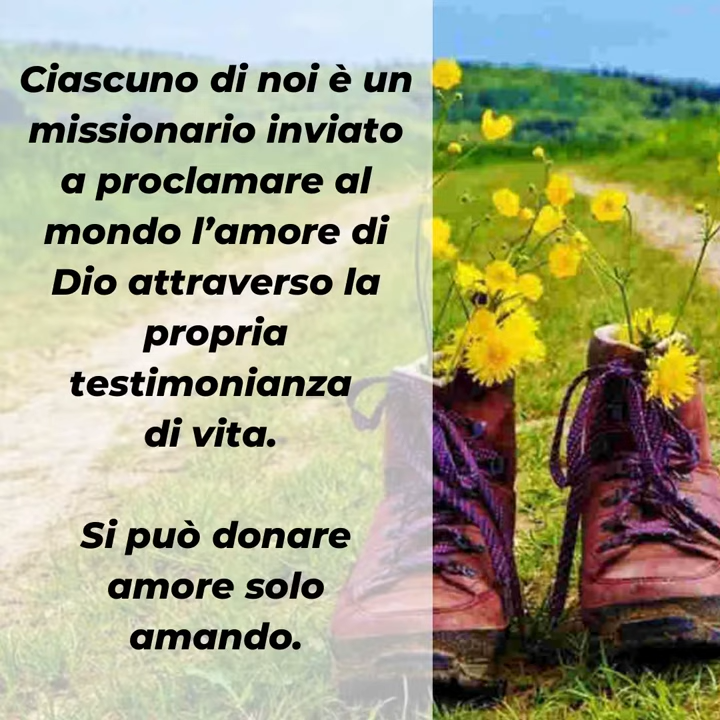 Ciascuno di noi è un
missionario inviato
a proclamare al
mondo l’amore di
Dio attraverso la
propria
testimonianza
di vita.
Si può donare
amore solo
amando.